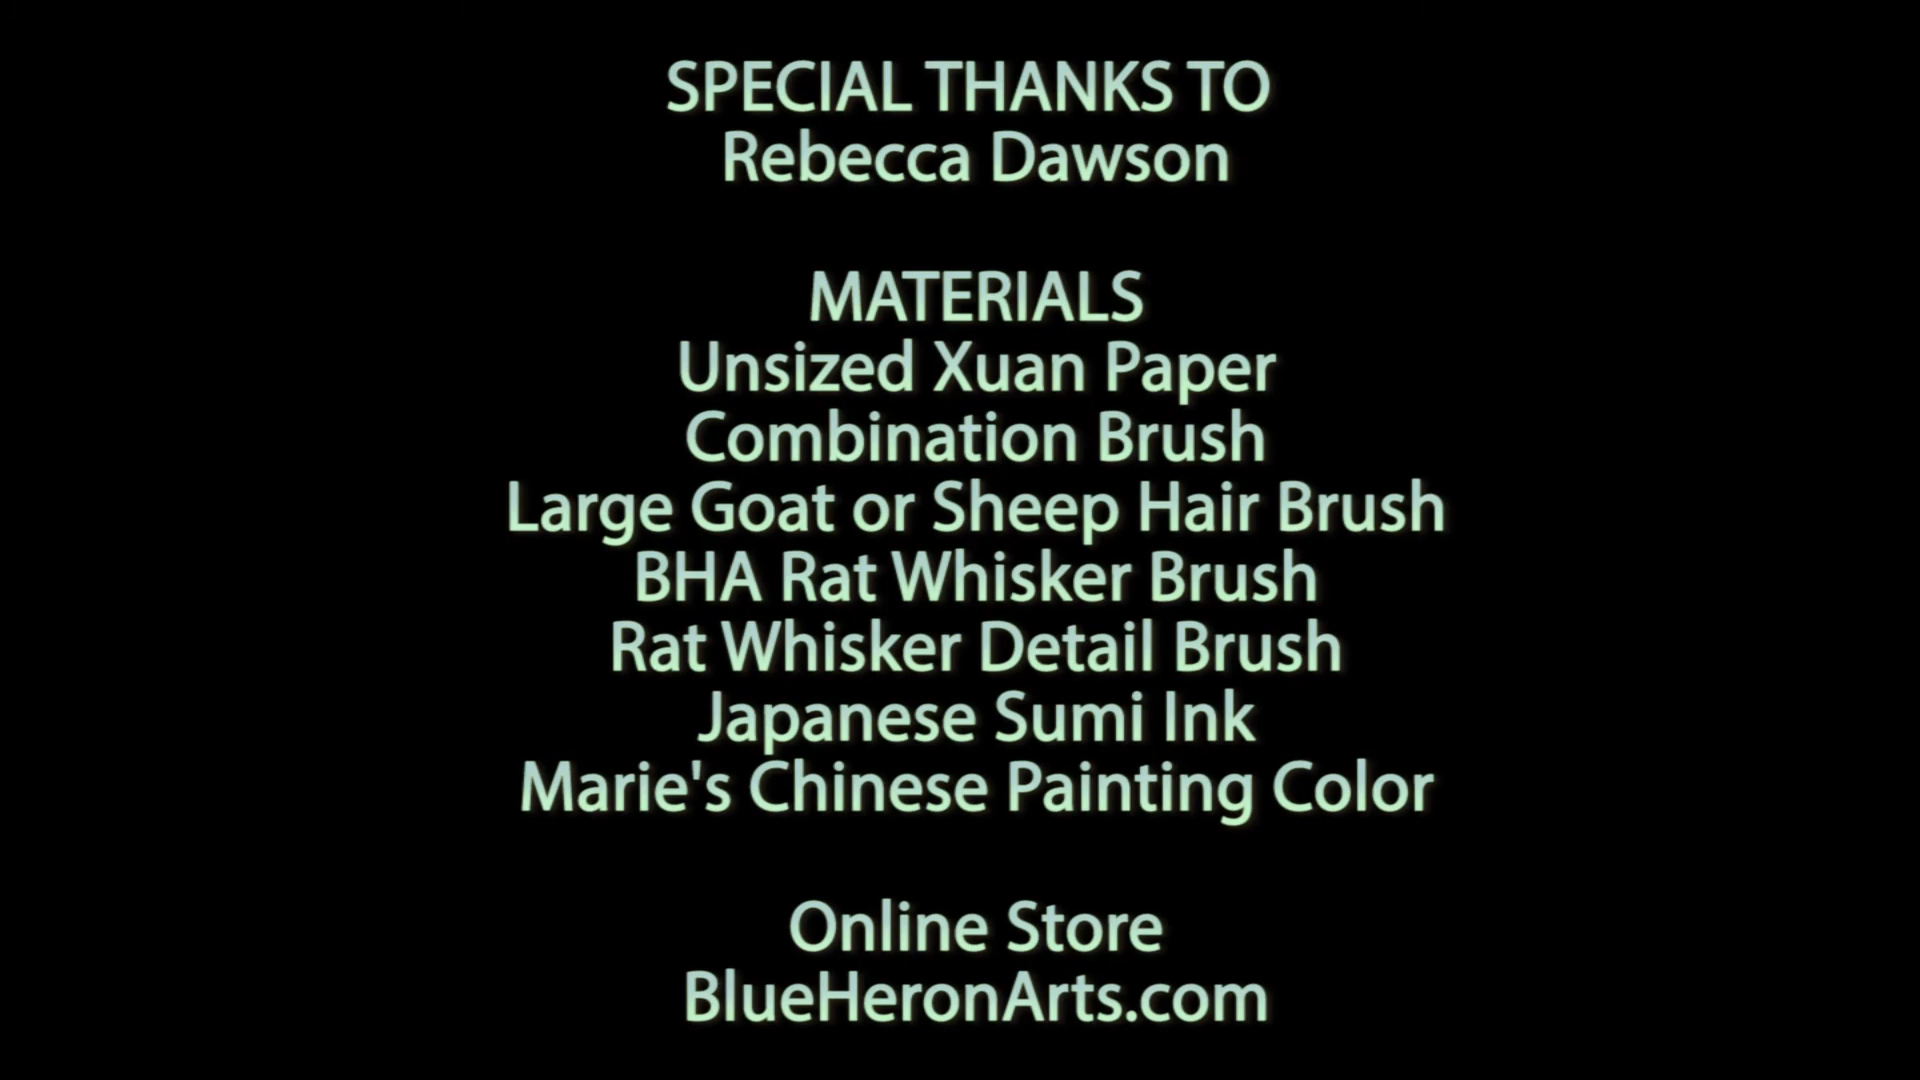 SPECIAL THANKS TO
Rebecca Dawson
MATERIALS
Unsized Xuan Paper
Combination Brush
Large Goat or Sheep Hair Brush
BHA Rat Whisker Brush
Rat Whisker Detail Brush
Japanese Sumi Ink
Marie's Chinese Painting Color
Online Store
BlueHeronArts.com